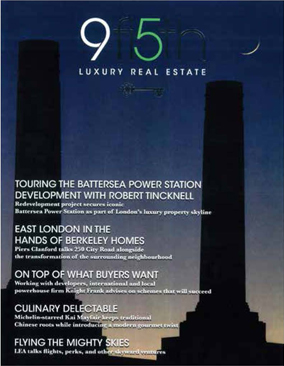 9fifth
LUXURY REAL ESTATE
TOURING THE BATTERSEA POWER STATION
DEVELOPMENT WITH ROBERT TINCKNELL
Redevelopment project secures iconic
Battersea Power Station as part of London's luxury property skyline
EAST LONDON IN THE
HANDS OF BERKELEY HOMES
Piers Clanford talks 250 City Road alongside
the transformation of the surrounding neighbourhood
ON TOP OF WHAT BUYERS WANT
Working with developers, international and local
powerhouse firm Knight Frank advises on schemes that will succeed
CULINARY DELECTABLE
Michelin-starred Kai Mayfair keeps traditional
Chinese roots while introducing a modern gourmet twist
FLYING THE MIGHTY SKIES
LEA talks flights, perks, and other skyward ventures